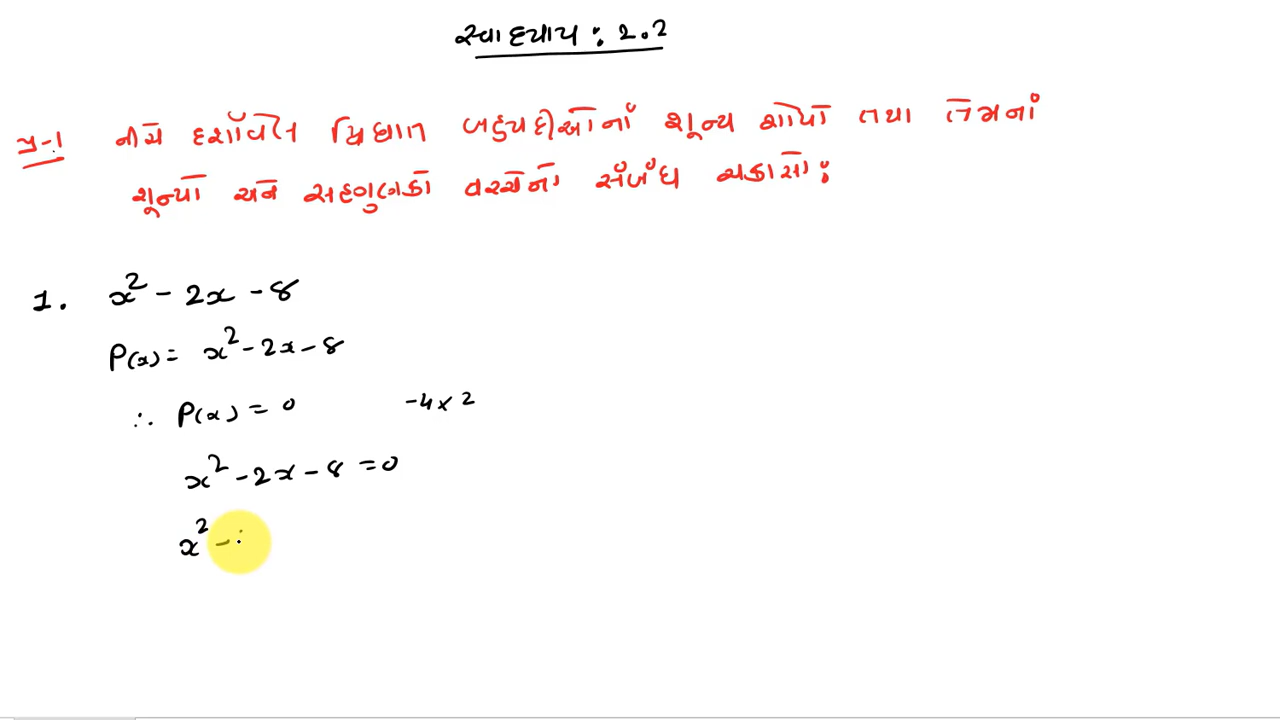 સ્વાધ્યાય : 2.2
પ્ર-1 નીચે દર્શાવેલ દ્વિઘાત બહુપદીઓનાં શૂન્ય શોધો તથા તેમનાં
શૂન્યો અને સહગુણકો વચ્ચેનો સંબંધ ચકાસો:
1. x² - 2x - 8
P(x) = x² - 2x - 8
∴ P(x) = 0 -4 x 2
x² - 2x - 8 = 0
x² -